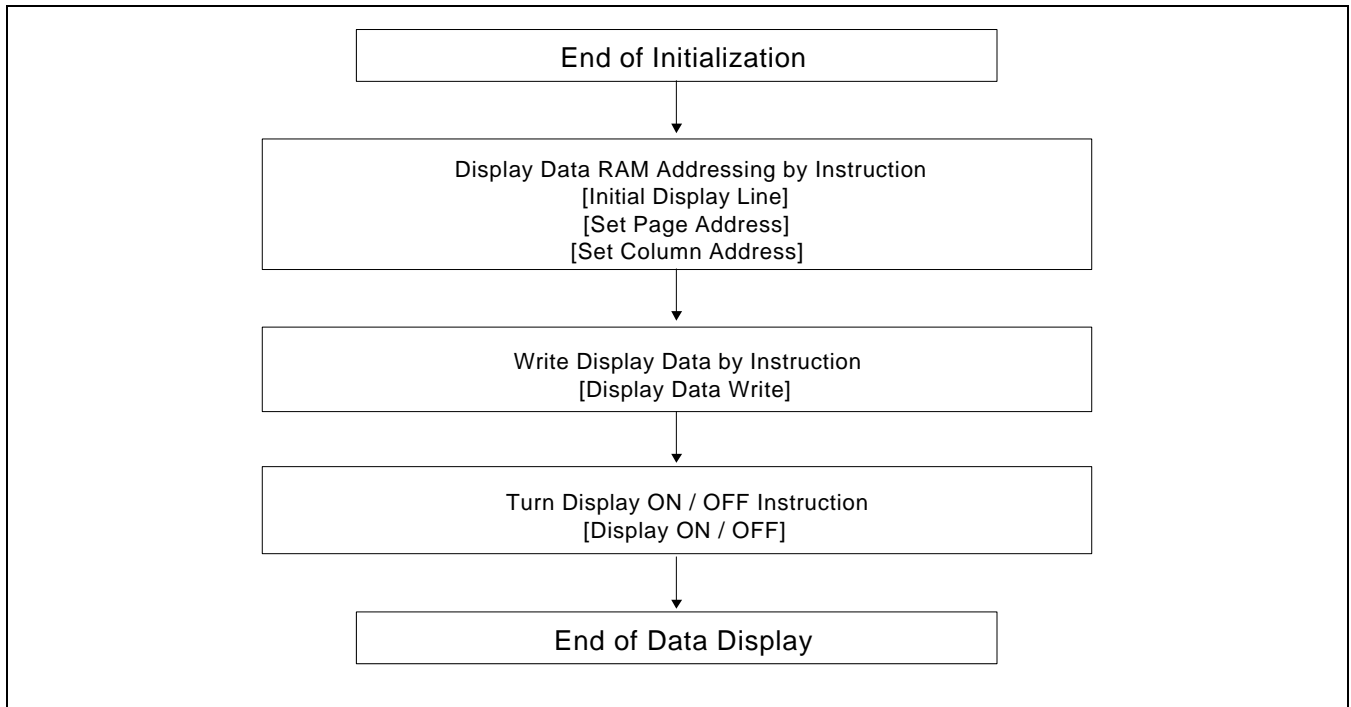 End of Initialization
Display Data RAM Addressing by Instruction
[Initial Display Line]
[Set Page Address]
[Set Column Address]
Write Display Data by Instruction
[Display Data Write]
Turn Display ON / OFF Instruction
[Display ON / OFF]
End of Data Display